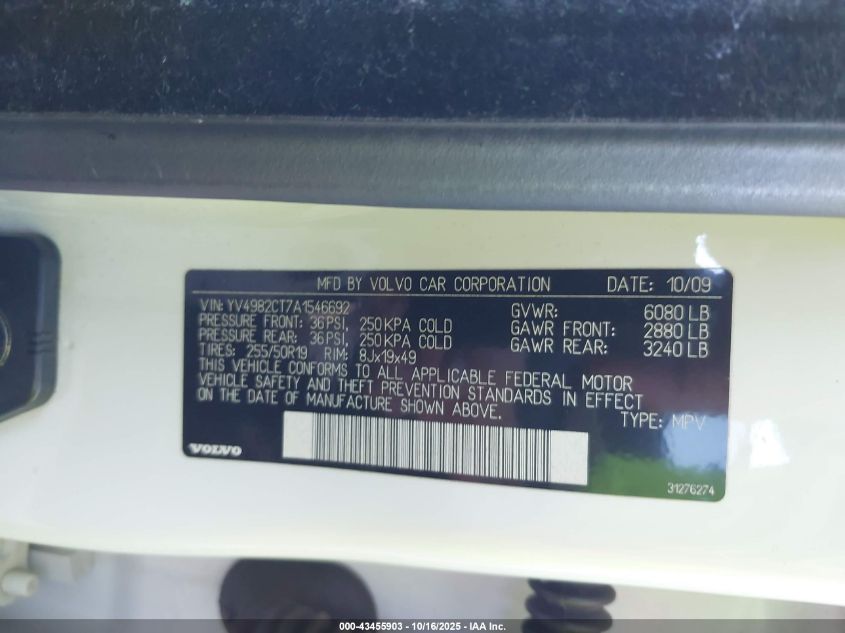 MFD BY VOLVO CAR CORPORATION DATE: 10/09
VIN: YV4982CT7A1546692
PRESSURE FRONT: 36PSI, 250KPA COLD
PRESSURE REAR: 36PSI, 250KPA COLD
TIRES: 255/50R19 RIM: 8Jx19x49
GVWR: 6080 LB
GAWR FRONT: 2880 LB
GAWR REAR: 3240 LB
THIS VEHICLE CONFORMS TO ALL APPLICABLE FEDERAL MOTOR
VEHICLE SAFETY AND THEFT PREVENTION STANDARDS IN EFFECT
ON THE DATE OF MANUFACTURE SHOWN ABOVE.
TYPE: MPV
VOLVO
31276274
000-43455903 - 10/16/2025 - IAA Inc.